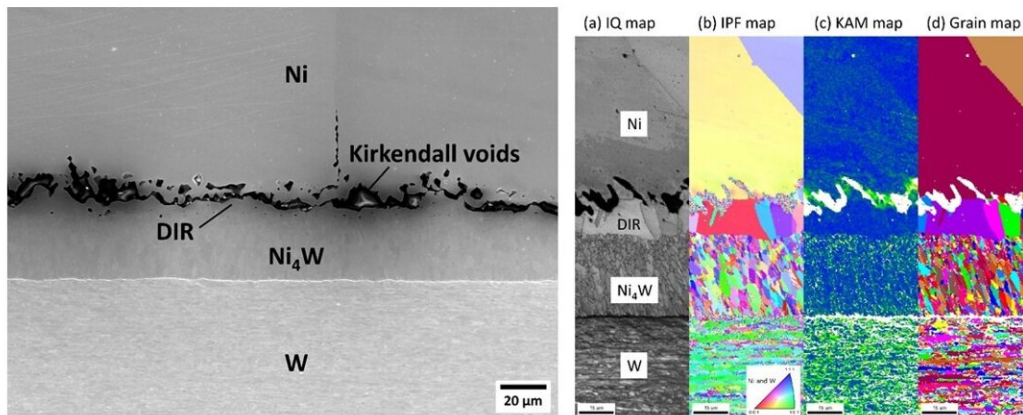 Ni
Kirkendall voids
DIR
Ni₄W
W
20 μm
(a) IQ map (b) IPF map (c) KAM map (d) Grain map
Ni
DIR
Ni₄W
W
Ni and W